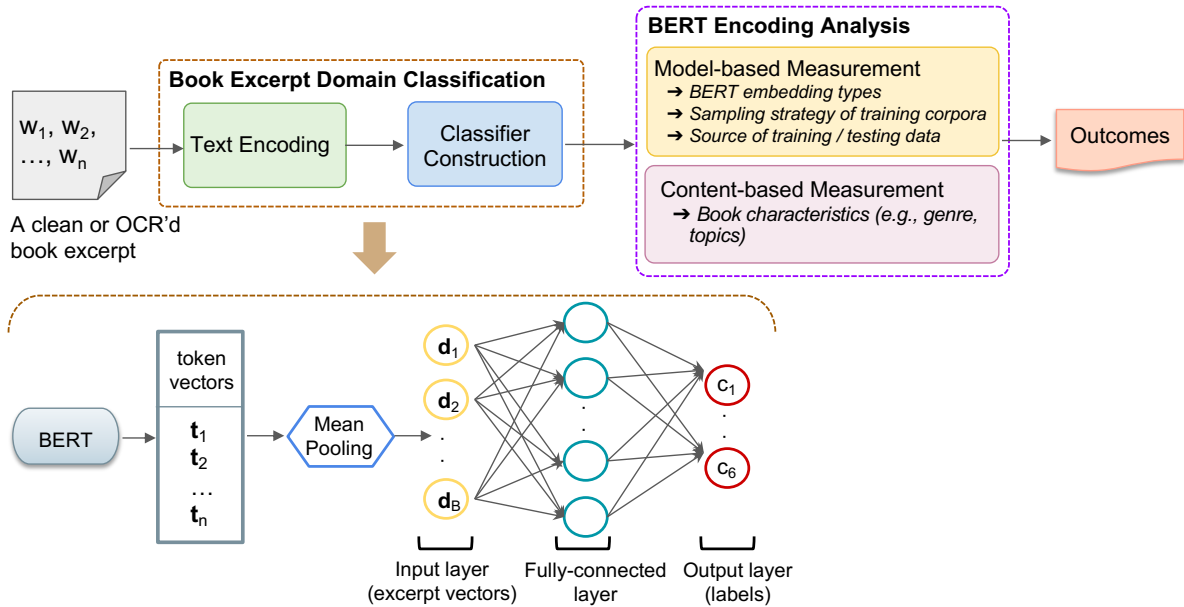 BERT Encoding Analysis
Book Excerpt Domain Classification
w1, w2,
…, wn
Text Encoding
Classifier
Construction
Model-based Measurement
➔ BERT embedding types
➔ Sampling strategy of training corpora
➔ Source of training / testing data
Content-based Measurement
➔ Book characteristics (e.g., genre,
topics)
Outcomes
A clean or OCR'd
book excerpt
BERT
token
vectors
t1
t2
…
tn
Mean
Pooling
d1
d2
.
.
dB
.
.
c1
.
.
c6
Input layer
(excerpt vectors)
Fully-connected
layer
Output layer
(labels)